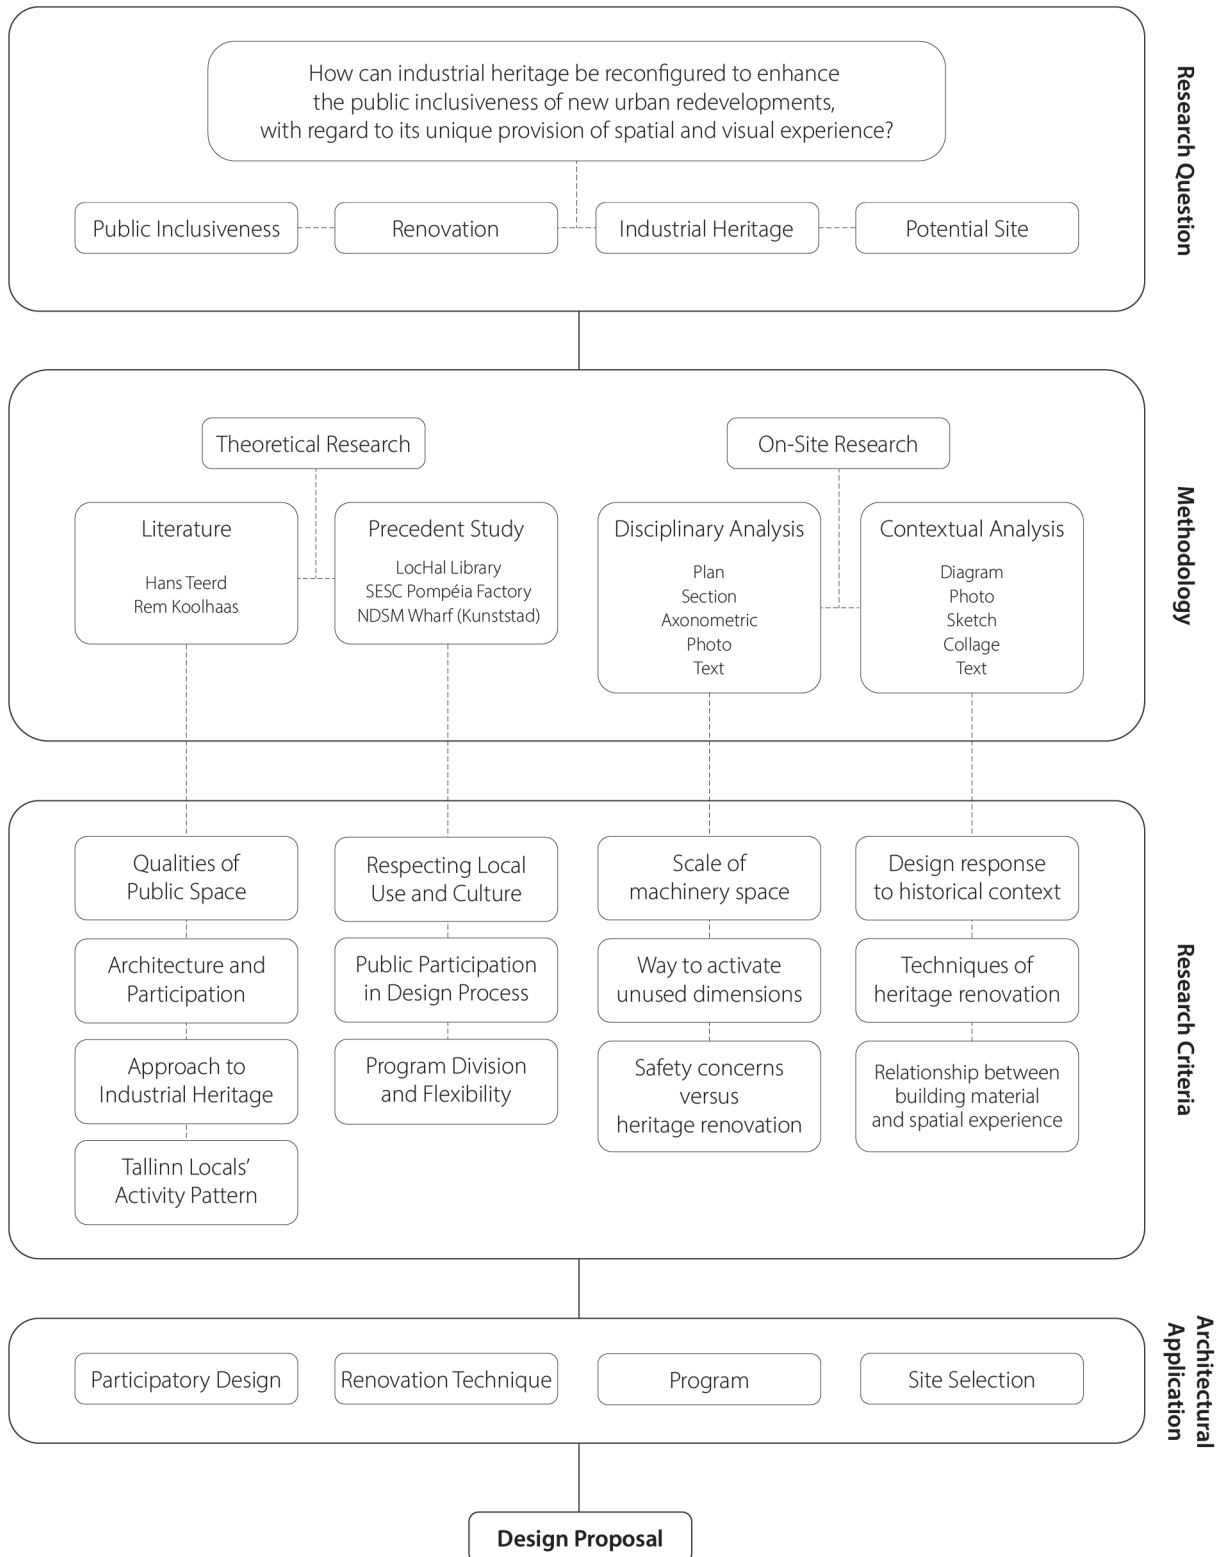 How can industrial heritage be reconfigured to enhance
the public inclusiveness of new urban redevelopments,
with regard to its unique provision of spatial and visual experience?
Public Inclusiveness
Renovation
Industrial Heritage
Potential Site
Research Question
Theoretical Research
On-Site Research
Literature
Hans Teerd
Rem Koolhaas
Precedent Study
LocHal Library
SESC Pompéia Factory
NDSM Wharf (Kunststad)
Disciplinary Analysis
Plan
Section
Axonometric
Photo
Text
Contextual Analysis
Diagram
Photo
Sketch
Collage
Text
Methodology
Qualities of
Public Space
Architecture and
Participation
Approach to
Industrial Heritage
Tallinn Locals’
Activity Pattern
Respecting Local
Use and Culture
Public Participation
in Design Process
Program Division
and Flexibility
Scale of
machinery space
Way to activate
unused dimensions
Safety concerns
versus
heritage renovation
Design response
to historical context
Techniques of
heritage renovation
Relationship between
building material
and spatial experience
Research Criteria
Participatory Design
Renovation Technique
Program
Site Selection
Architectural
Application
Design Proposal